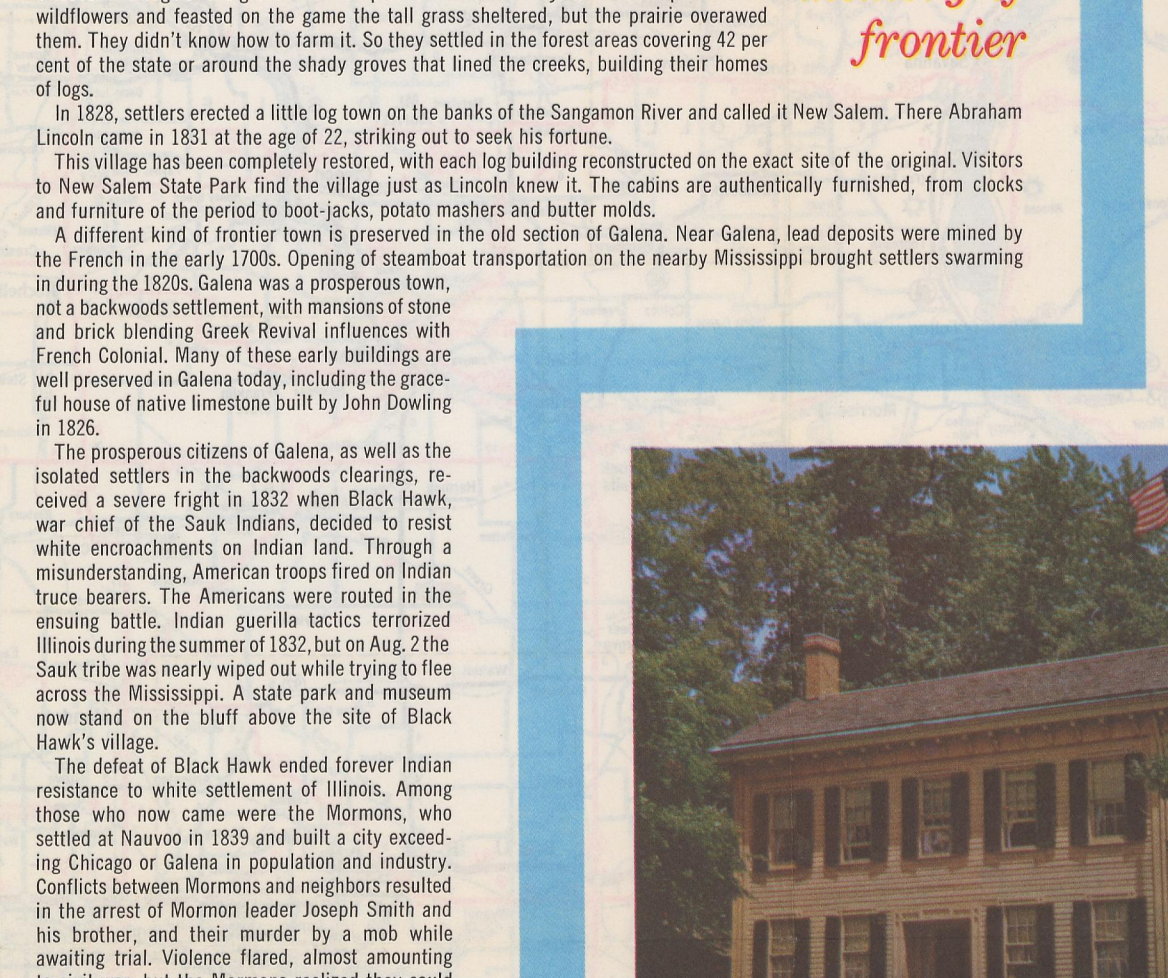 frontier
wildflowers and feasted on the game the tall grass sheltered, but the prairie overawed
them. They didn't know how to farm it. So they settled in the forest areas covering 42 per
cent of the state or around the shady groves that lined the creeks, building their homes
of logs.
In 1828, settlers erected a little log town on the banks of the Sangamon River and called it New Salem. There Abraham
Lincoln came in 1831 at the age of 22, striking out to seek his fortune.
This village has been completely restored, with each log building reconstructed on the exact site of the original. Visitors
to New Salem State Park find the village just as Lincoln knew it. The cabins are authentically furnished, from clocks
and furniture of the period to boot-jacks, potato mashers and butter molds.
A different kind of frontier town is preserved in the old section of Galena. Near Galena, lead deposits were mined by
the French in the early 1700s. Opening of steamboat transportation on the nearby Mississippi brought settlers swarming
in during the 1820s. Galena was a prosperous town,
not a backwoods settlement, with mansions of stone
and brick blending Greek Revival influences with
French Colonial. Many of these early buildings are
well preserved in Galena today, including the grace-
ful house of native limestone built by John Dowling
in 1826.
The prosperous citizens of Galena, as well as the
isolated settlers in the backwoods clearings, re-
ceived a severe fright in 1832 when Black Hawk,
war chief of the Sauk Indians, decided to resist
white encroachments on Indian land. Through a
misunderstanding, American troops fired on Indian
truce bearers. The Americans were routed in the
ensuing battle. Indian guerilla tactics terrorized
Illinois during the summer of 1832, but on Aug. 2 the
Sauk tribe was nearly wiped out while trying to flee
across the Mississippi. A state park and museum
now stand on the bluff above the site of Black
Hawk's village.
The defeat of Black Hawk ended forever Indian
resistance to white settlement of Illinois. Among
those who now came were the Mormons, who
settled at Nauvoo in 1839 and built a city exceed-
ing Chicago or Galena in population and industry.
Conflicts between Mormons and neighbors resulted
in the arrest of Mormon leader Joseph Smith and
his brother, and their murder by a mob while
awaiting trial. Violence flared, almost amounting